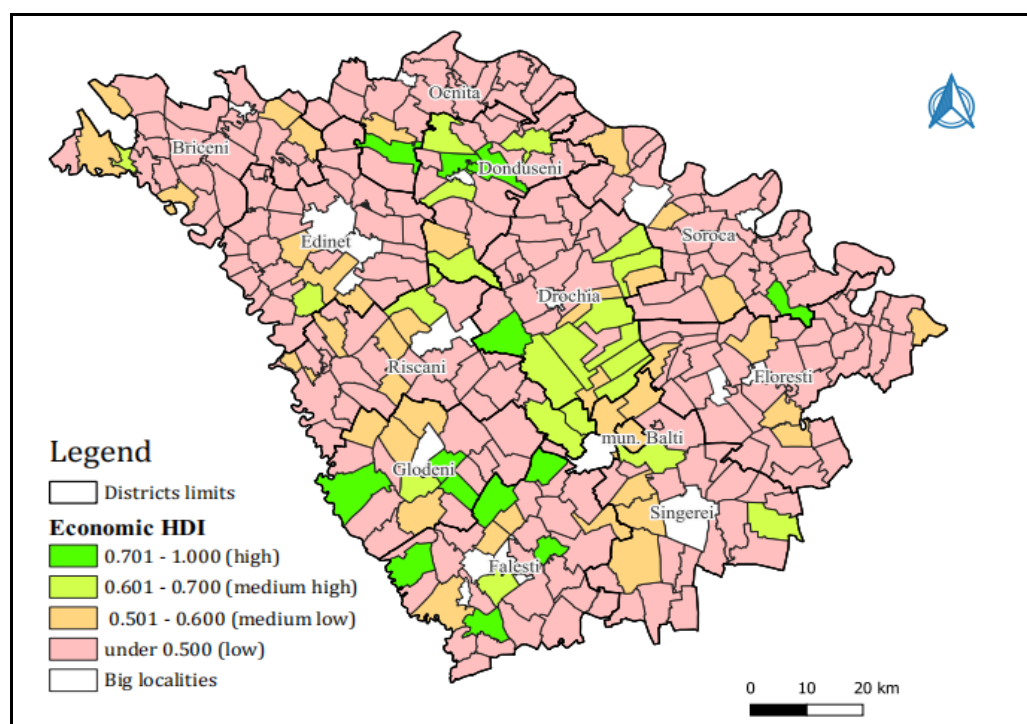 Ocnita
Briceni
Donduseni
Edinet
Soroca
Drochia
Riscani
Floresti
mun. Balti
Glodeni
Singerei
Falesti
Legend
Districts limits
Economic HDI
0.701 - 1.000 (high)
0.601 - 0.700 (medium high)
0.501 - 0.600 (medium low)
under 0.500 (low)
Big localities
0 10 20 km